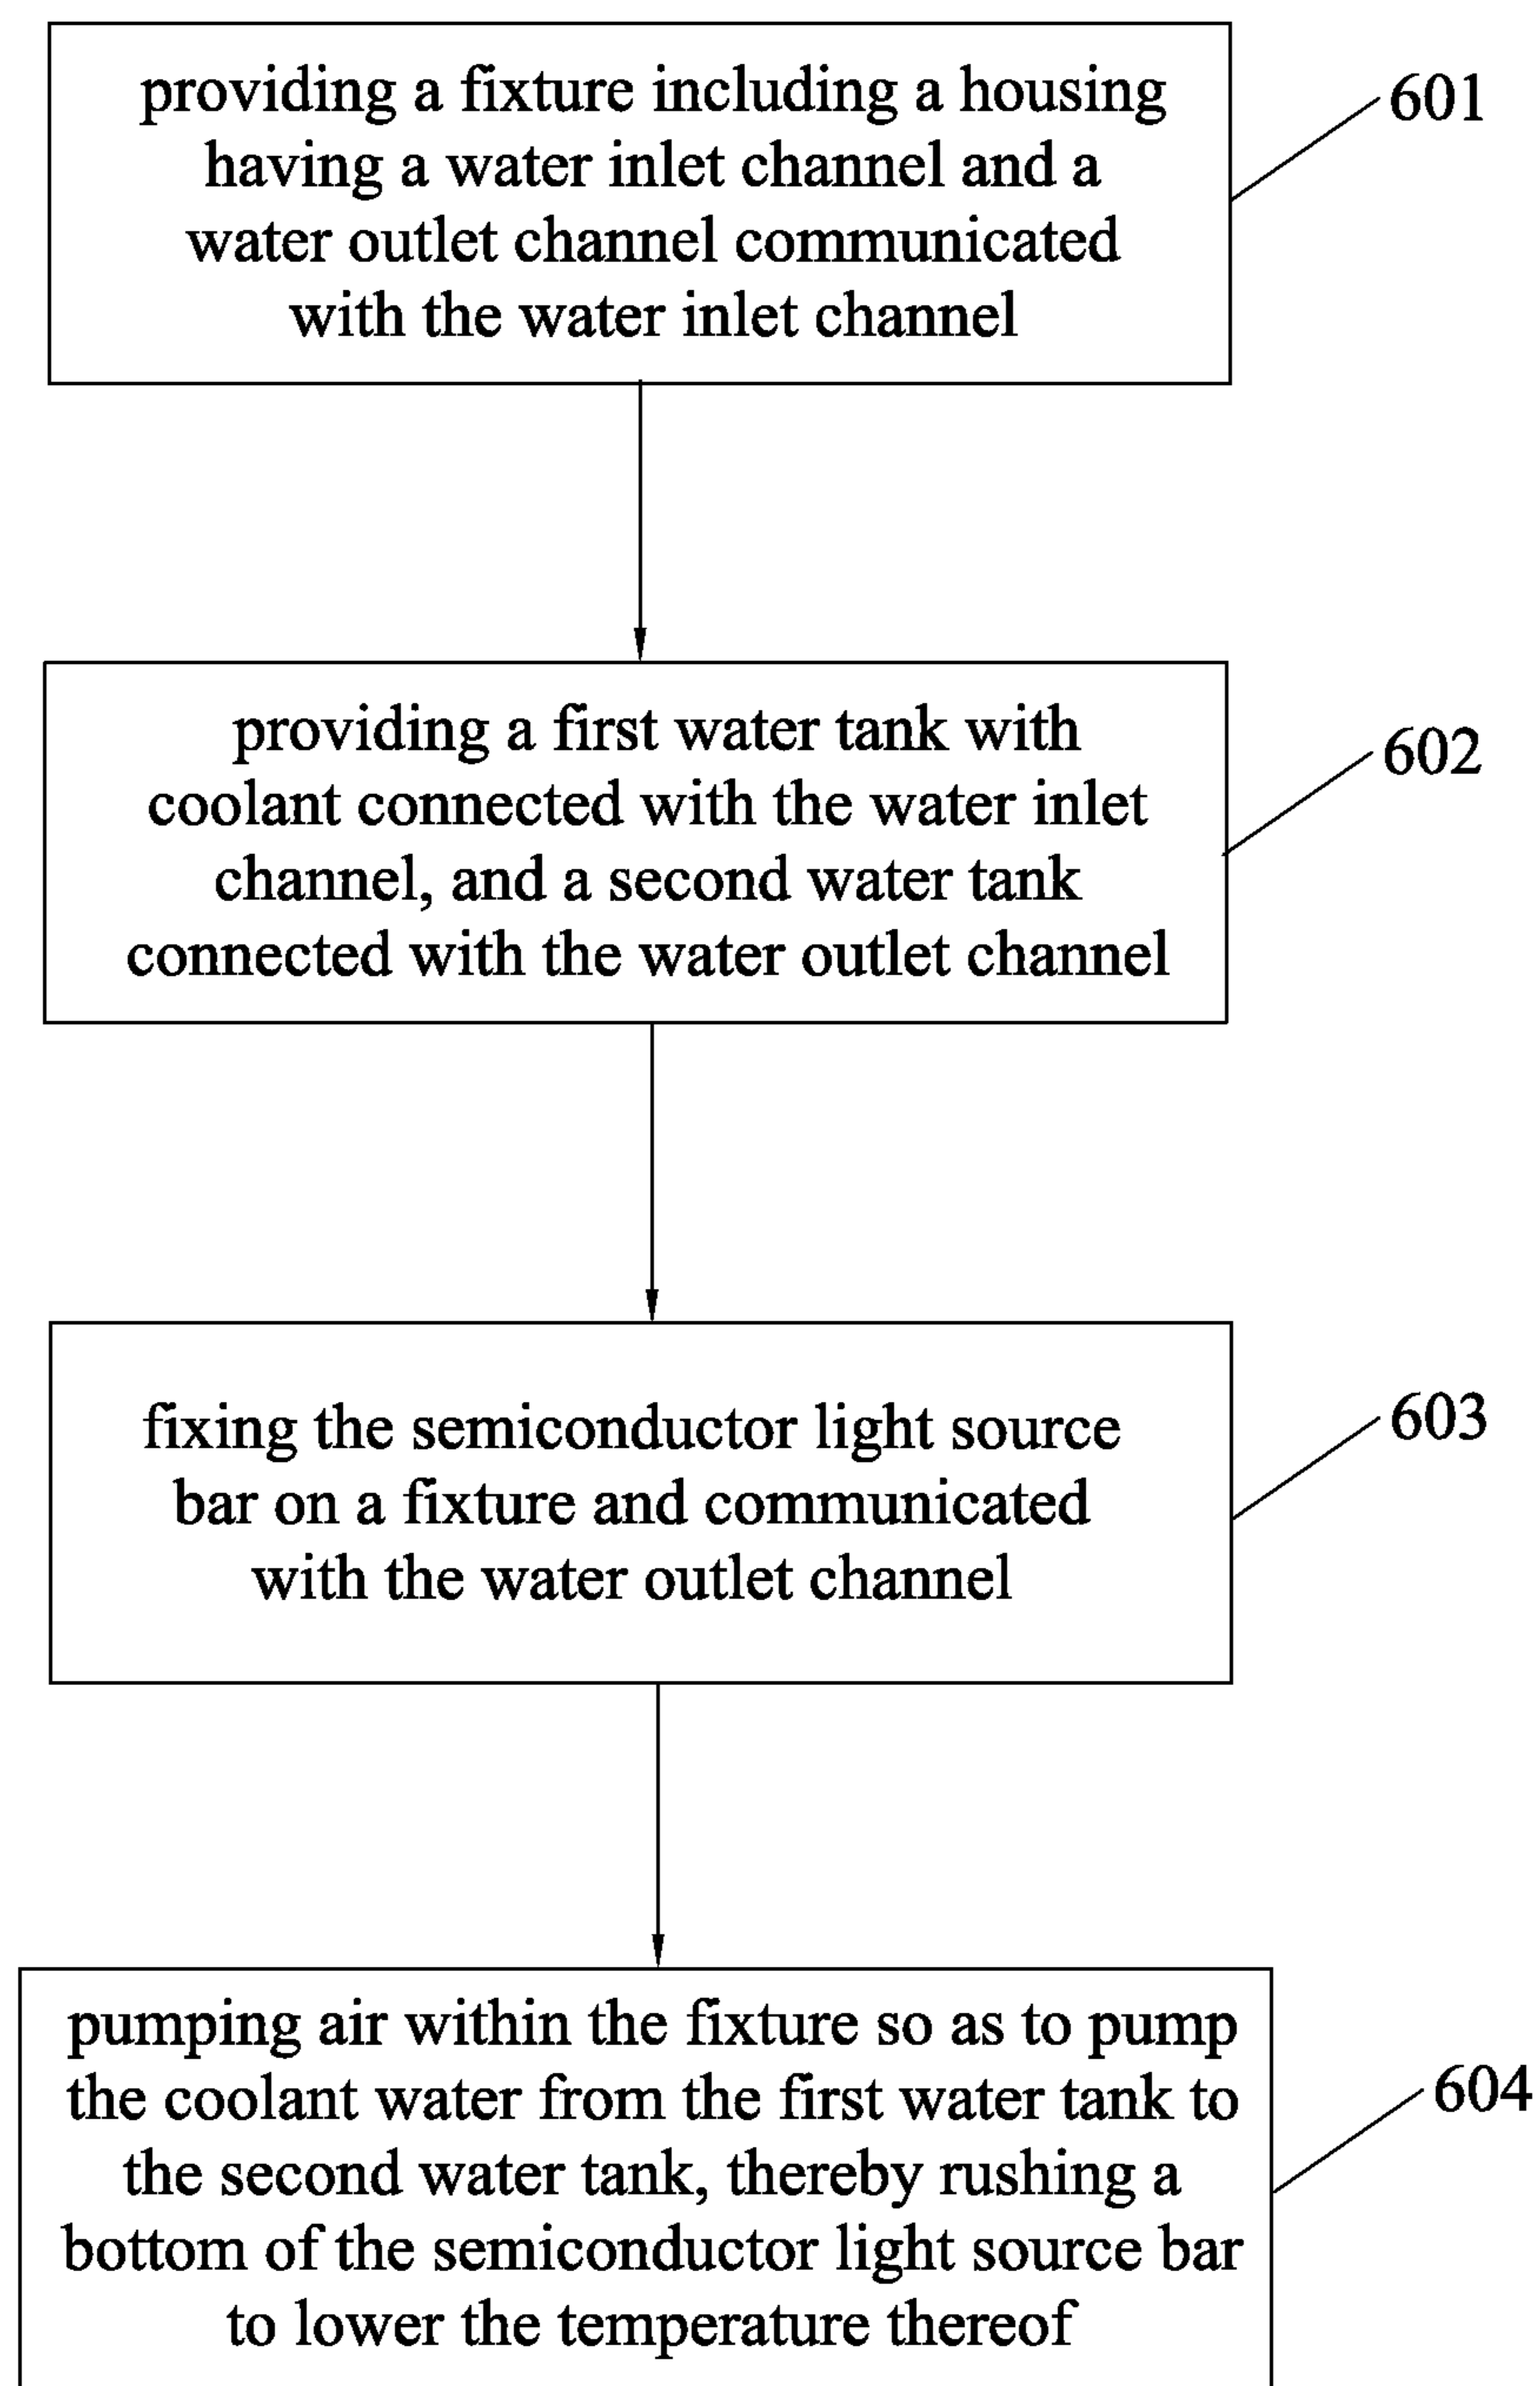 providing a fixture including a housing
having a water inlet channel and a
water outlet channel communicated
with the water inlet channel
601
providing a first water tank with
coolant connected with the water inlet
channel, and a second water tank
connected with the water outlet channel
602
fixing the semiconductor light source
bar on a fixture and communicated
with the water outlet channel
603
pumping air within the fixture so as to pump
the coolant water from the first water tank to
the second water tank, thereby rushing a
bottom of the semiconductor light source bar
to lower the temperature thereof
604